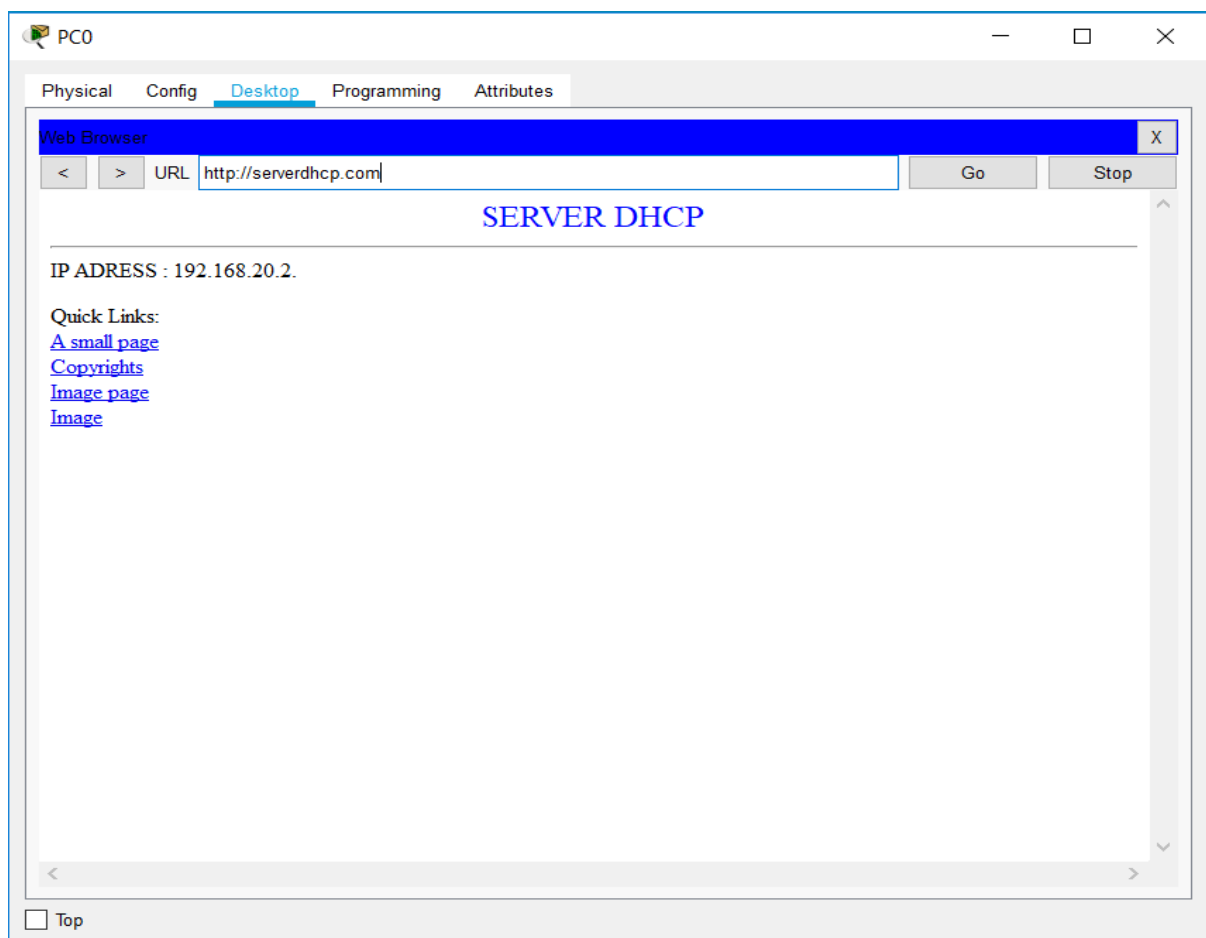 PC0
Physical Config Desktop Programming Attributes
Web Browser X
< > URL http://serverdhcp.com Go Stop
SERVER DHCP
IP ADRESS : 192.168.20.2.
Quick Links:
A small page
Copyrights
Image page
Image
Top